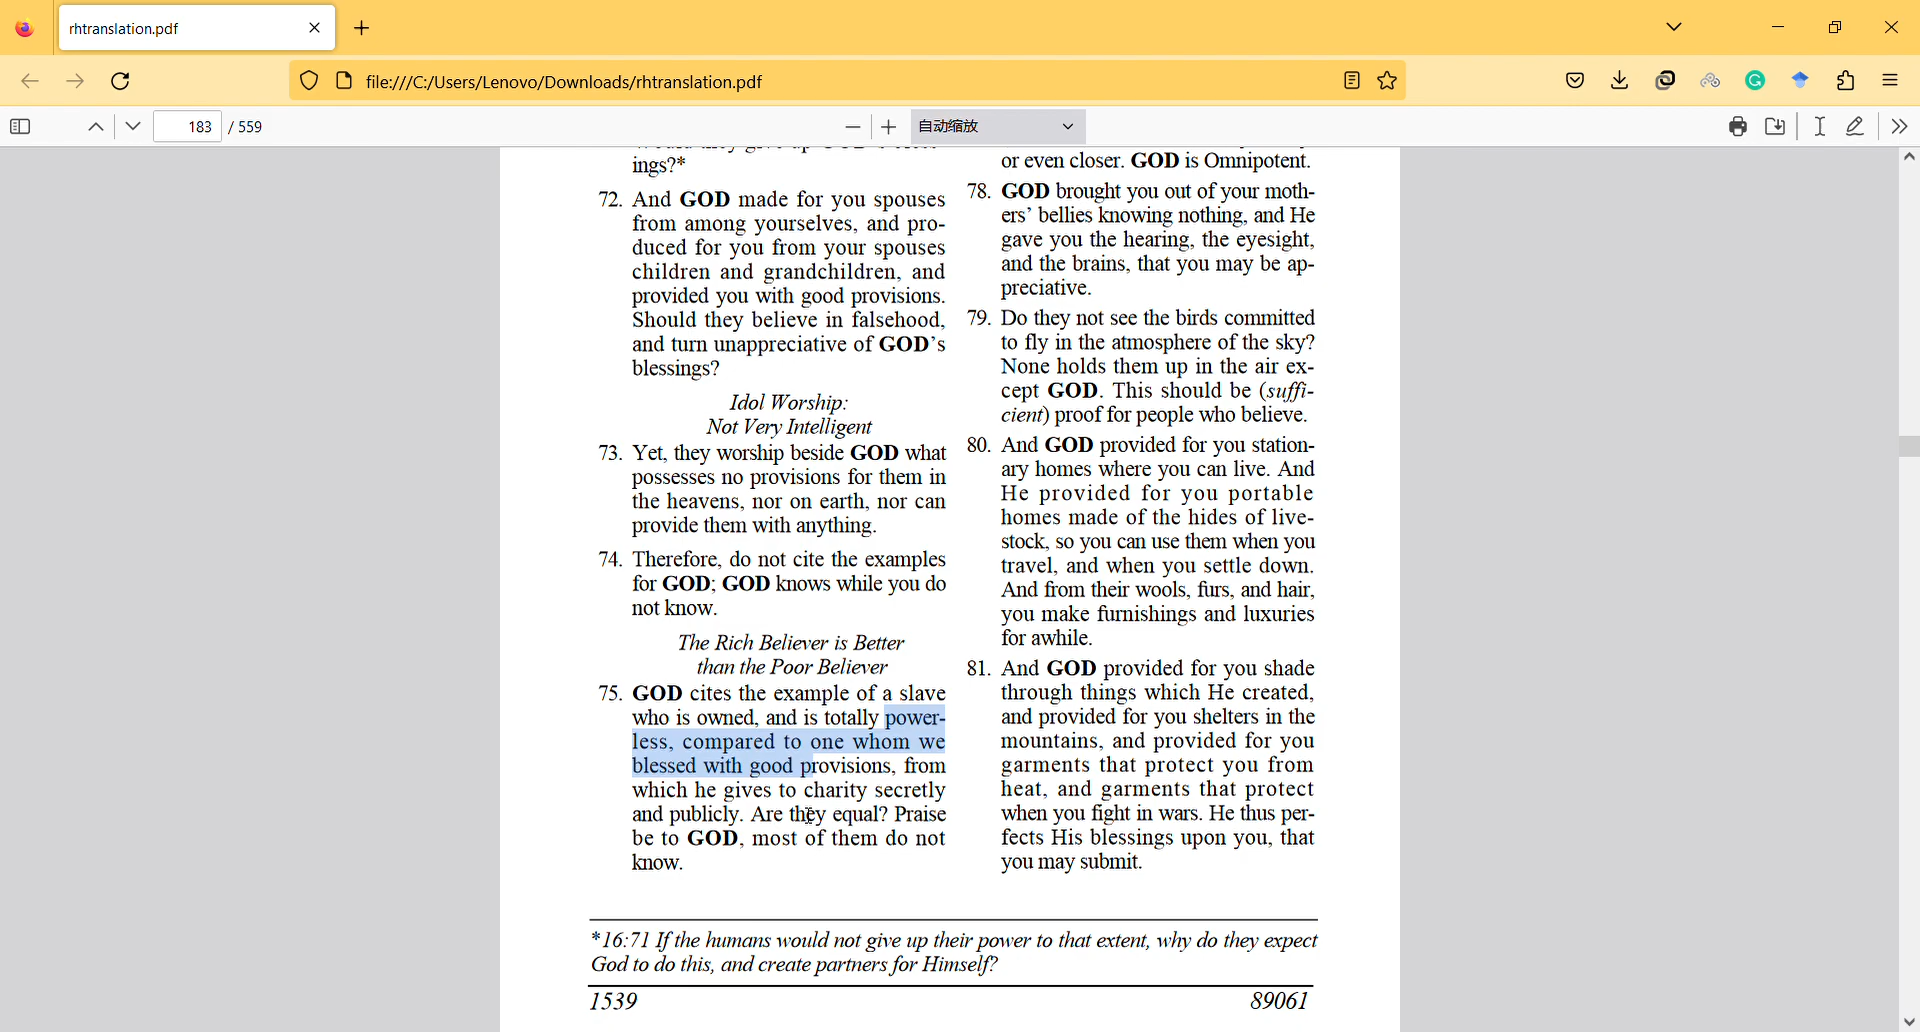 rhtranslation.pdf
file:///C:/Users/Lenovo/Downloads/rhtranslation.pdf
183 / 559
自动缩放
ings?*
72. And GOD made for you spouses
from among yourselves, and pro-
duced for you from your spouses
children and grandchildren, and
provided you with good provisions.
Should they believe in falsehood,
and turn unappreciative of GOD's
blessings?
Idol Worship:
Not Very Intelligent
73. Yet, they worship beside GOD what
possesses no provisions for them in
the heavens, nor on earth, nor can
provide them with anything.
74. Therefore, do not cite the examples
for GOD; GOD knows while you do
not know.
The Rich Believer is Better
than the Poor Believer
75. GOD cites the example of a slave
who is owned, and is totally power-
less, compared to one whom we
blessed with good provisions, from
which he gives to charity secretly
and publicly. Are they equal? Praise
be to GOD, most of them do not
know.
or even closer. GOD is Omnipotent.
78. GOD brought you out of your moth-
ers' bellies knowing nothing, and He
gave you the hearing, the eyesight,
and the brains, that you may be ap-
preciative.
79. Do they not see the birds committed
to fly in the atmosphere of the sky?
None holds them up in the air ex-
cept GOD. This should be (suffi-
cient) proof for people who believe.
80. And GOD provided for you station-
ary homes where you can live. And
He provided for you portable
homes made of the hides of live-
stock, so you can use them when you
travel, and when you settle down.
And from their wools, furs, and hair,
you make furnishings and luxuries
for awhile.
81. And GOD provided for you shade
through things which He created,
and provided for you shelters in the
mountains, and provided for you
garments that protect you from
heat, and garments that protect
when you fight in wars. He thus per-
fects His blessings upon you, that
you may submit.
*16:71 If the humans would not give up their power to that extent, why do they expect
God to do this, and create partners for Himself?
1539 89061